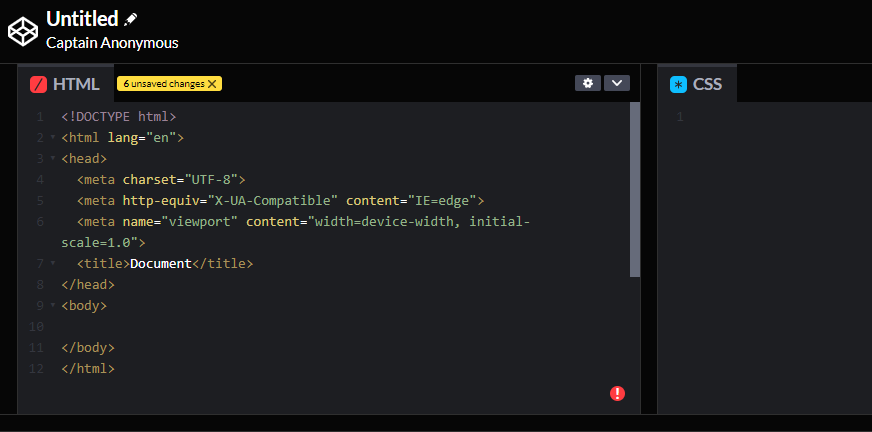 Untitled
Captain Anonymous
/ HTML
6 unsaved changes X
* CSS
1 <!DOCTYPE html>
2 <html lang="en">
3 <head>
4   <meta charset="UTF-8">
5   <meta http-equiv="X-UA-Compatible" content="IE=edge">
6   <meta name="viewport" content="width=device-width, initial-
scale=1.0">
7   <title>Document</title>
8 </head>
9 <body>
10
11 </body>
12 </html>
1